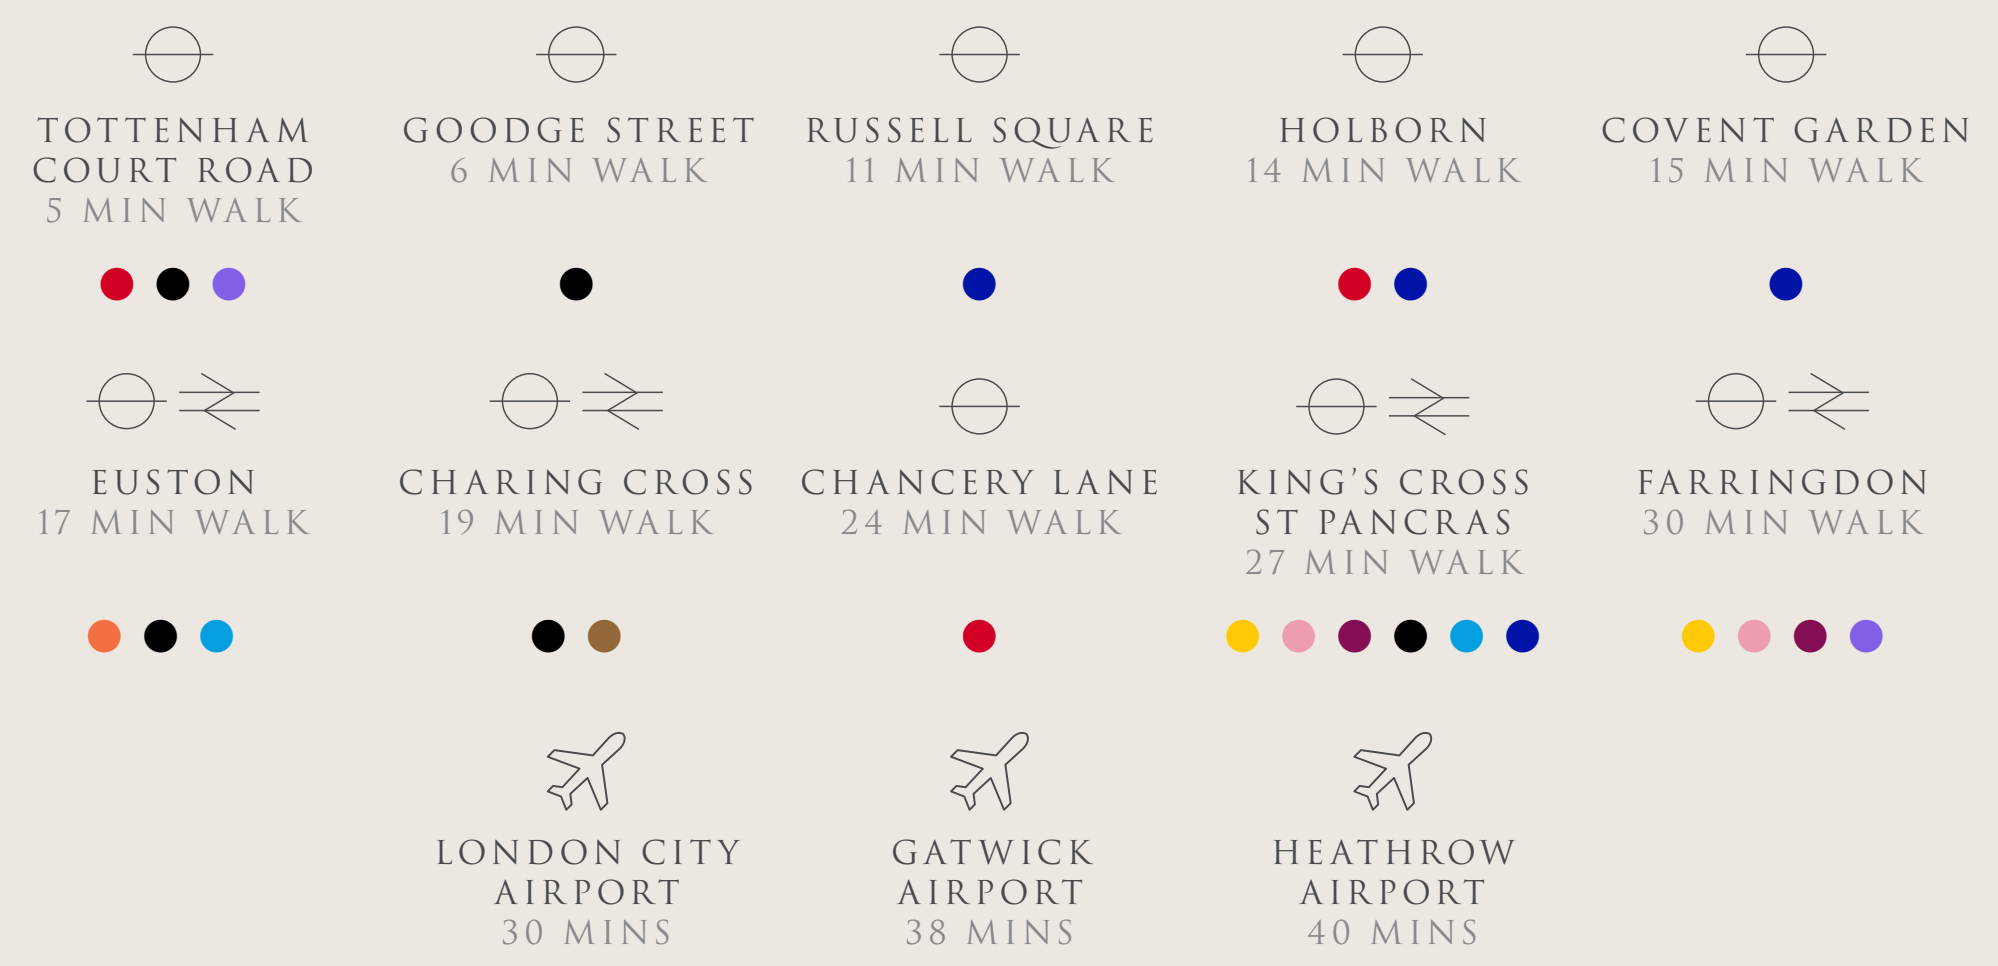 TOTTENHAM
COURT ROAD
5 MIN WALK
GOODGE STREET
6 MIN WALK
RUSSELL SQUARE
11 MIN WALK
HOLBORN
14 MIN WALK
COVENT GARDEN
15 MIN WALK
EUSTON
17 MIN WALK
CHARING CROSS
19 MIN WALK
CHANCERY LANE
24 MIN WALK
KING’S CROSS
ST PANCRAS
27 MIN WALK
FARRINGDON
30 MIN WALK
LONDON CITY
AIRPORT
30 MINS
GATWICK
AIRPORT
38 MINS
HEATHROW
AIRPORT
40 MINS